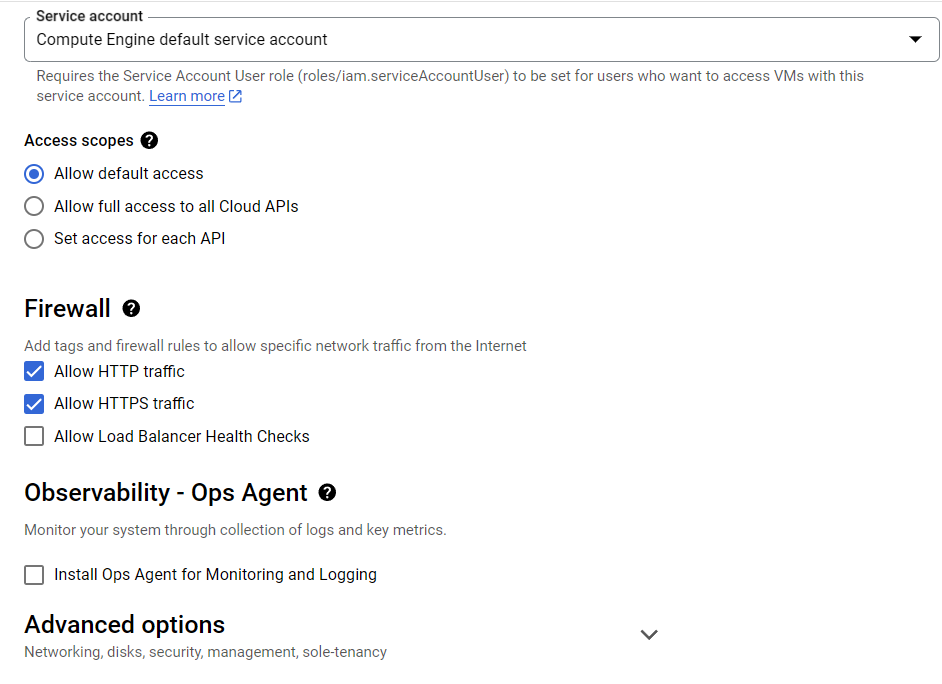 Service account
Compute Engine default service account
Requires the Service Account User role (roles/iam.serviceAccountUser) to be set for users who want to access VMs with this
service account. Learn more
Access scopes
Allow default access
Allow full access to all Cloud APIs
Set access for each API
Firewall
Add tags and firewall rules to allow specific network traffic from the Internet
Allow HTTP traffic
Allow HTTPS traffic
Allow Load Balancer Health Checks
Observability - Ops Agent
Monitor your system through collection of logs and key metrics.
Install Ops Agent for Monitoring and Logging
Advanced options
Networking, disks, security, management, sole-tenancy